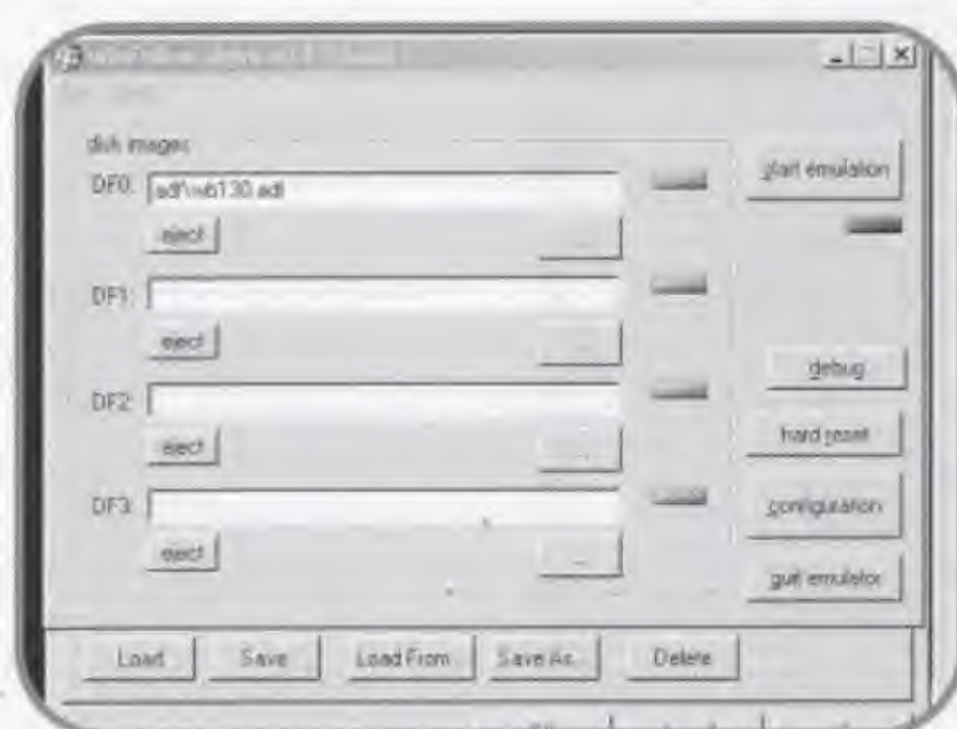 disk images
DF0: adf\wb130.adf
start emulation
eject ...
DF1:
eject ...
debug
DF2:
hard reset
eject ...
DF3:
configuration
eject ...
quit emulator
Load Save Load From Save As.. Delete